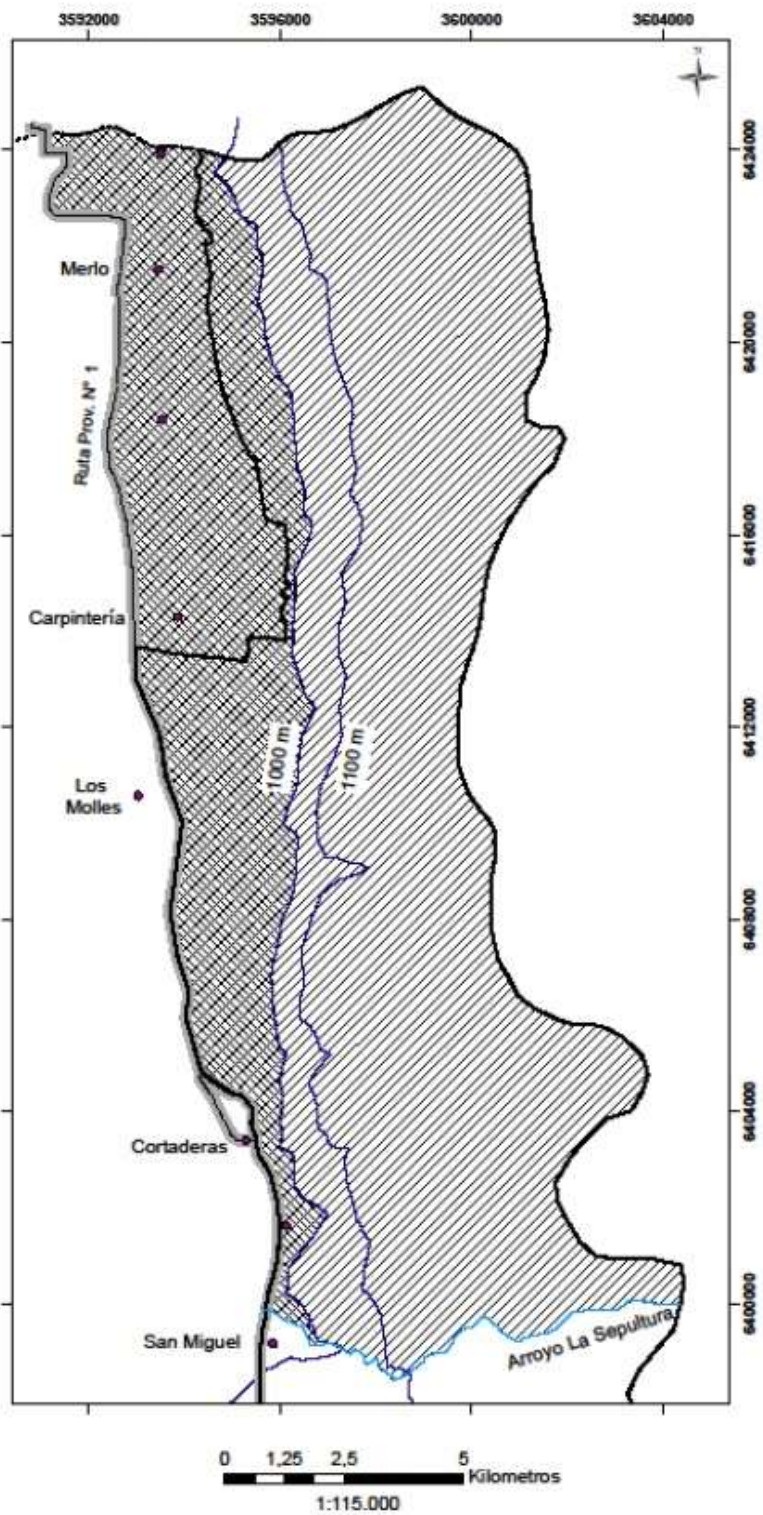 3592000 3596000 3600000 3604000
6424000
6420000
6416000
6412000
6408000
6404000
6400000
Merlo
Ruta Prov. N° 1
Carpintería
1000 m
1100 m
Los
Molles
Cortaderas
San Miguel
Arroyo La Sepultura
0 1,25 2,5 5
Kilometros
1:115.000